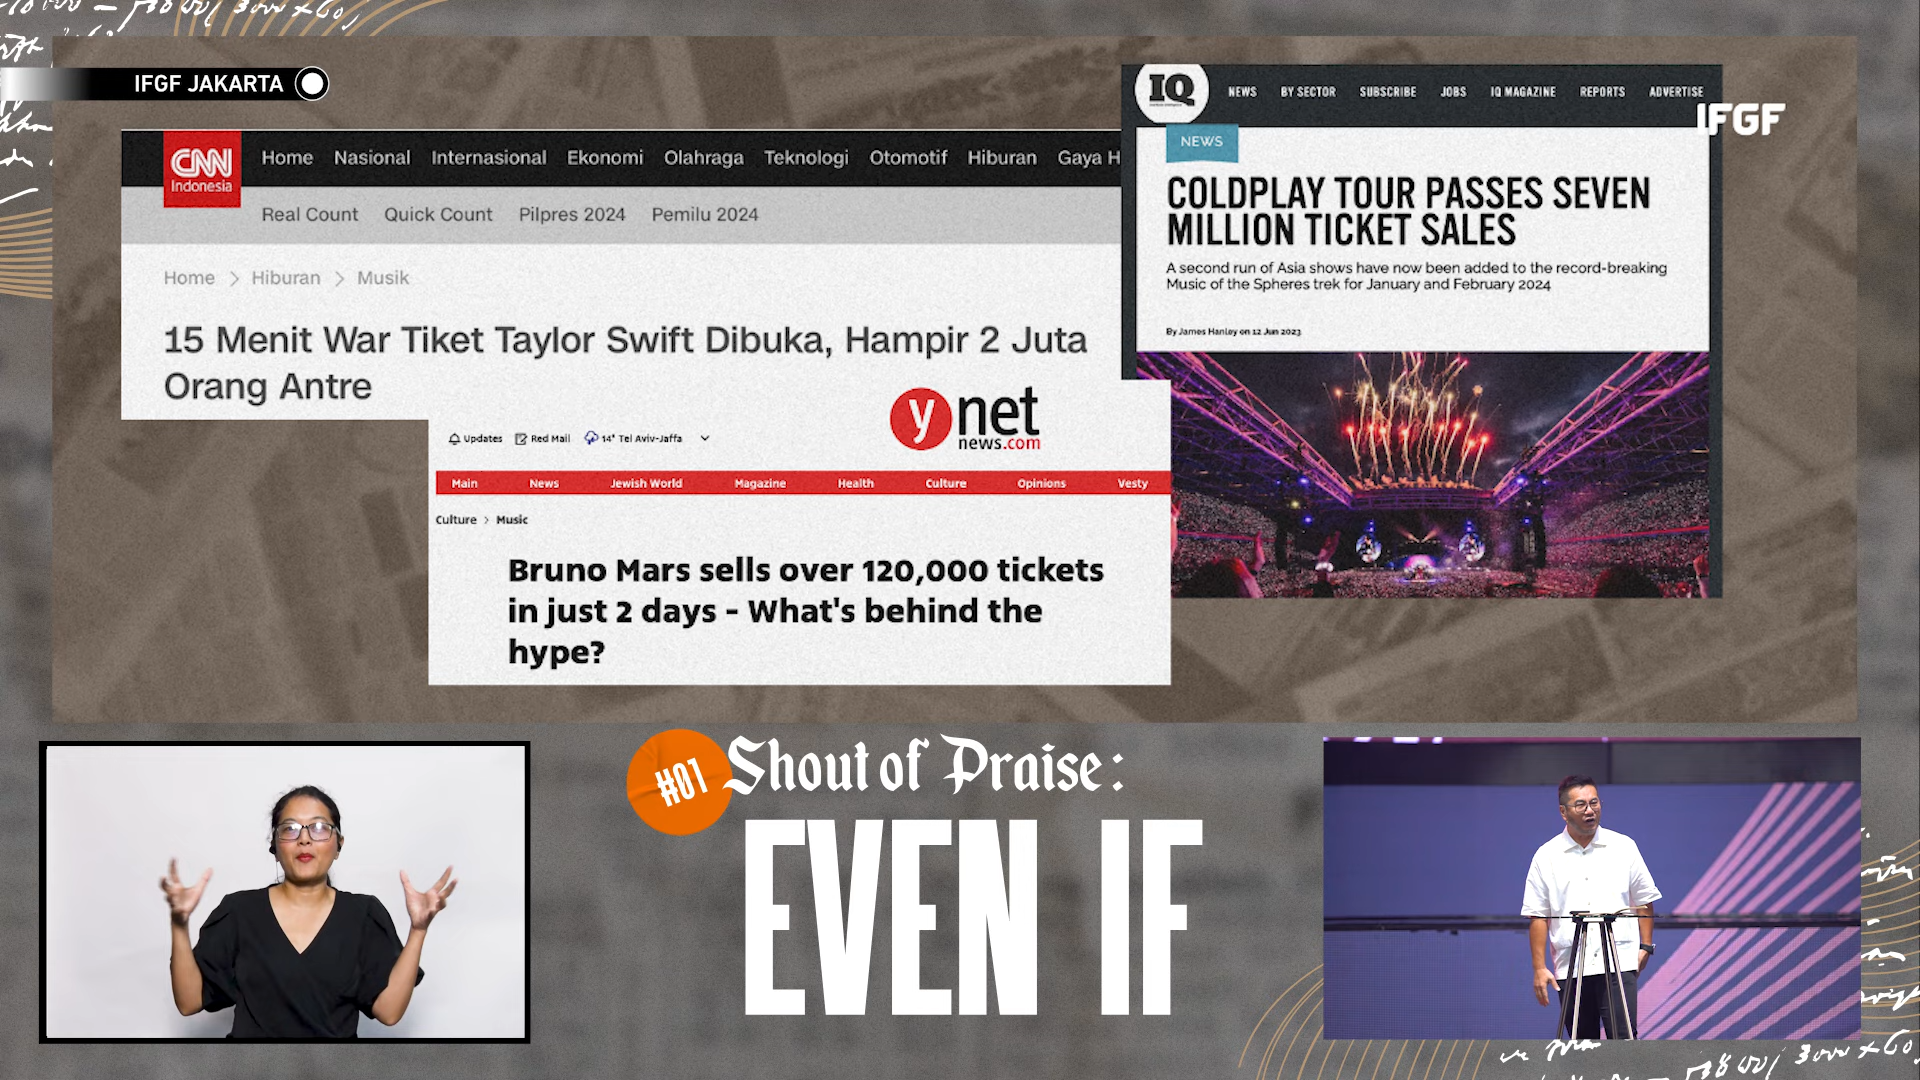 IFGF JAKARTA
IFGF
CNN
Indonesia
Home Nasional Internasional Ekonomi Olahraga Teknologi Otomotif Hiburan Gaya H
Real Count Quick Count Pilpres 2024 Pemilu 2024
Home > Hiburan > Musik
15 Menit War Tiket Taylor Swift Dibuka, Hampir 2 Juta
Orang Antre
IQ
NEWS BY SECTOR SUBSCRIBE JOBS IQ MAGAZINE REPORTS ADVERTISE
NEWS
COLDPLAY TOUR PASSES SEVEN
MILLION TICKET SALES
A second run of Asia shows have now been added to the record-breaking
Music of the Spheres trek for January and February 2024
By James Hanley on 12 Jun 2023
ynet
news.com
Updates Red Mail 14° Tel Aviv-Jaffa
Main News Jewish World Magazine Health Culture Opinions Vesty
Culture > Music
Bruno Mars sells over 120,000 tickets
in just 2 days - What's behind the
hype?
#01
Shout of Praise:
EVEN IF